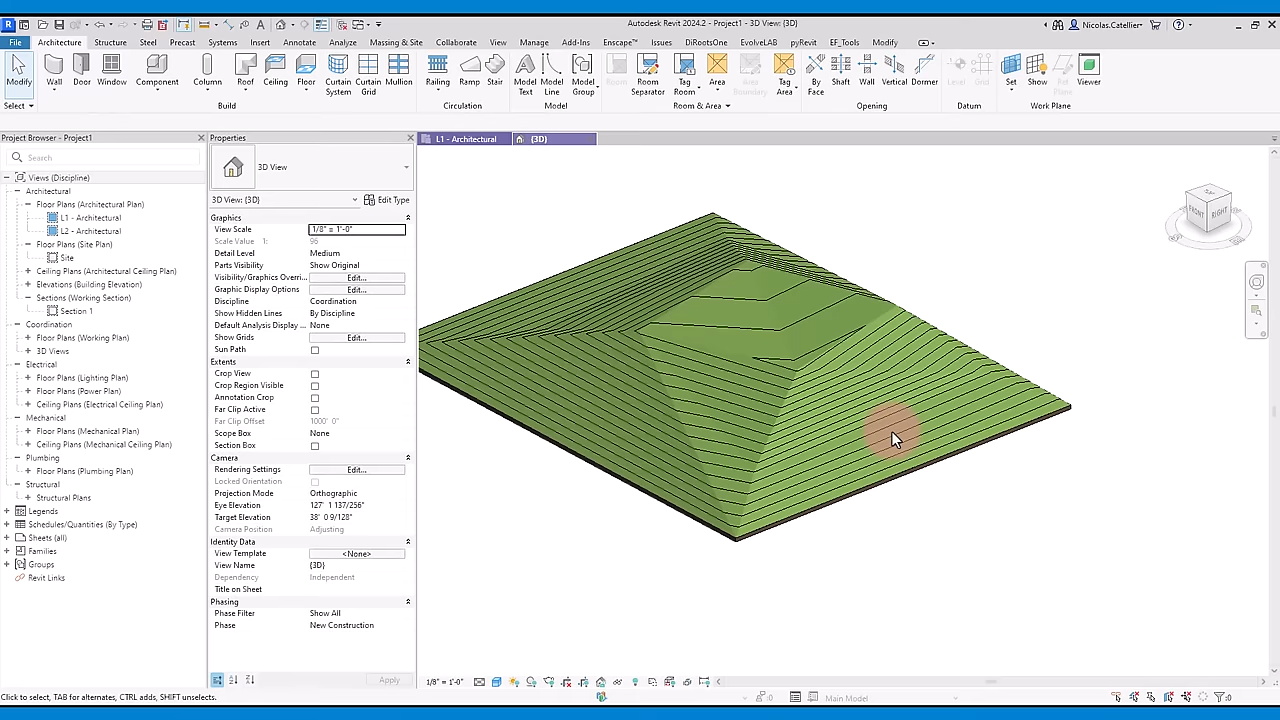 Autodesk Revit 2024.2 - Project1 - 3D View: {3D}
Nicolas.Catellier
File Architecture Structure Steel Precast Systems Insert Annotate Analyze Massing & Site Collaborate View Manage Add-Ins Enscape™ Issues DiRootsOne EvolveLAB pyRevit EF_Tools Modify
Modify Wall Door Window Component Column Roof Ceiling Floor Curtain System Curtain Grid Mullion Railing Ramp Stair Model Text Model Line Model Group Room Room Separator Tag Room Area Area Boundary Tag Area By Face Shaft Wall Vertical Dormer Level Grid Set Show Viewer
Select Build Circulation Model Room & Area Opening Datum Work Plane
Project Browser - Project1
Search
Views (Discipline)
Architectural
Floor Plans (Architectural Plan)
L1 - Architectural
L2 - Architectural
Floor Plans (Site Plan)
Site
Ceiling Plans (Architectural Ceiling Plan)
Elevations (Building Elevation)
Sections (Working Section)
Section 1
Coordination
Floor Plans (Working Plan)
3D Views
Electrical
Floor Plans (Lighting Plan)
Floor Plans (Power Plan)
Ceiling Plans (Electrical Ceiling Plan)
Mechanical
Floor Plans (Mechanical Plan)
Ceiling Plans (Mechanical Ceiling Plan)
Plumbing
Floor Plans (Plumbing Plan)
Structural
Structural Plans
Legends
Schedules/Quantities (By Type)
Sheets (all)
Families
Groups
Revit Links
Properties
3D View
3D View: {3D} Edit Type
Graphics
View Scale 1/8" = 1'-0"
Scale Value 1: 96
Detail Level Medium
Parts Visibility Show Original
Visibility/Graphics Overri... Edit...
Graphic Display Options Edit...
Discipline Coordination
Show Hidden Lines By Discipline
Default Analysis Display ... None
Show Grids Edit...
Sun Path
Extents
Crop View
Crop Region Visible
Annotation Crop
Far Clip Active
Far Clip Offset 1000' 0"
Scope Box None
Section Box
Camera
Rendering Settings Edit...
Locked Orientation
Projection Mode Orthographic
Eye Elevation 127' 1 137/256"
Target Elevation 38' 0 9/128"
Camera Position Adjusting
Identity Data
View Template <None>
View Name {3D}
Dependency Independent
Title on Sheet
Phasing
Phase Filter Show All
Phase New Construction
Apply
L1 - Architectural {3D}
FRONT RIGHT
1/8" = 1'-0"
Click to select, TAB for alternates, CTRL adds, SHIFT unselects.
:0 Main Model :0